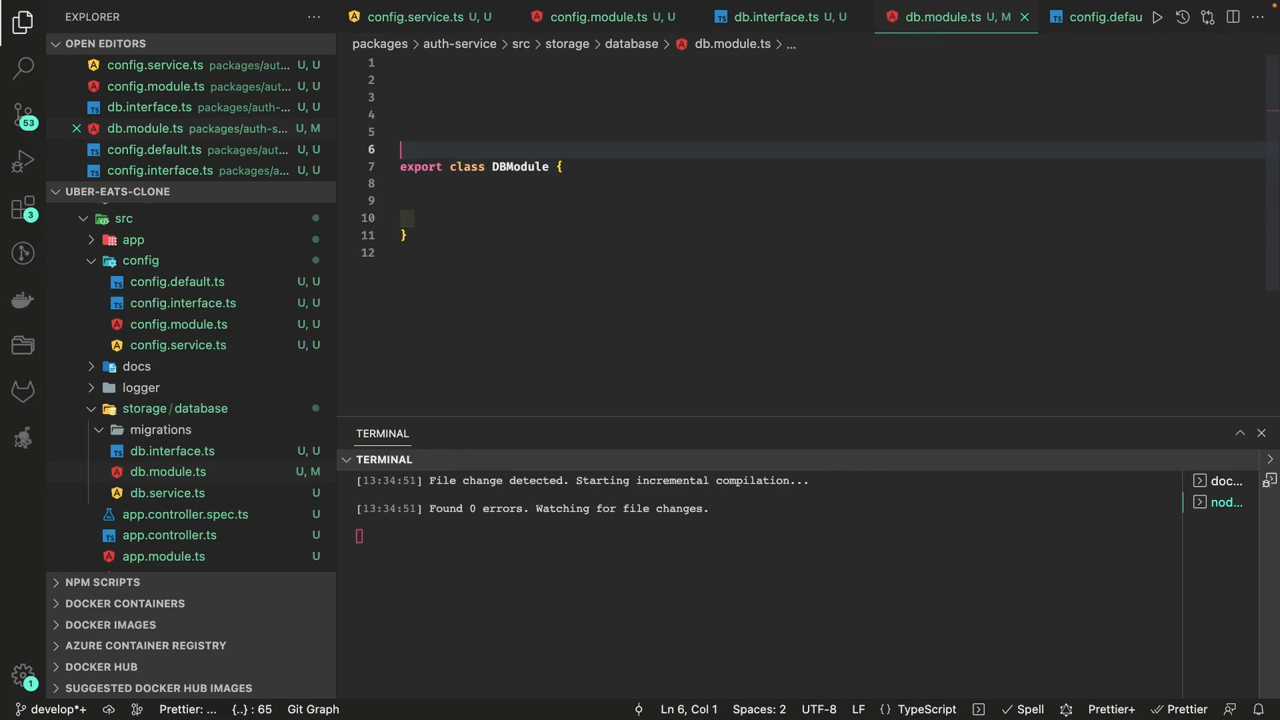 EXPLORER
OPEN EDITORS
config.service.ts packages/aut... U, U
config.module.ts packages/aut... U, U
db.interface.ts packages/auth-... U, U
db.module.ts packages/auth-s... U, M
config.default.ts packages/aut... U, U
config.interface.ts packages/a... U, U
UBER-EATS-CLONE
src
app
config
config.default.ts U, U
config.interface.ts U, U
config.module.ts U, U
config.service.ts U, U
docs
logger
storage/database
migrations
db.interface.ts U, U
db.module.ts U, M
db.service.ts U, U
app.controller.spec.ts U
app.controller.ts U
app.module.ts U
NPM SCRIPTS
DOCKER CONTAINERS
DOCKER IMAGES
AZURE CONTAINER REGISTRY
DOCKER HUB
SUGGESTED DOCKER HUB IMAGES
53
3
1
config.service.ts U, U config.module.ts U, U db.interface.ts U, U db.module.ts U, M config.defau
packages > auth-service > src > storage > database > db.module.ts > ...
1
2
3
4
5
6
7 export class DBModule {
8
9
10
11 }
12
TERMINAL
TERMINAL
[13:34:51] File change detected. Starting incremental compilation...
[13:34:51] Found 0 errors. Watching for file changes.
doc...
nod...
develop*+ Prettier: ... {..} : 65 Git Graph Ln 6, Col 1 Spaces: 2 UTF-8 LF {} TypeScript Spell Prettier+ Prettier